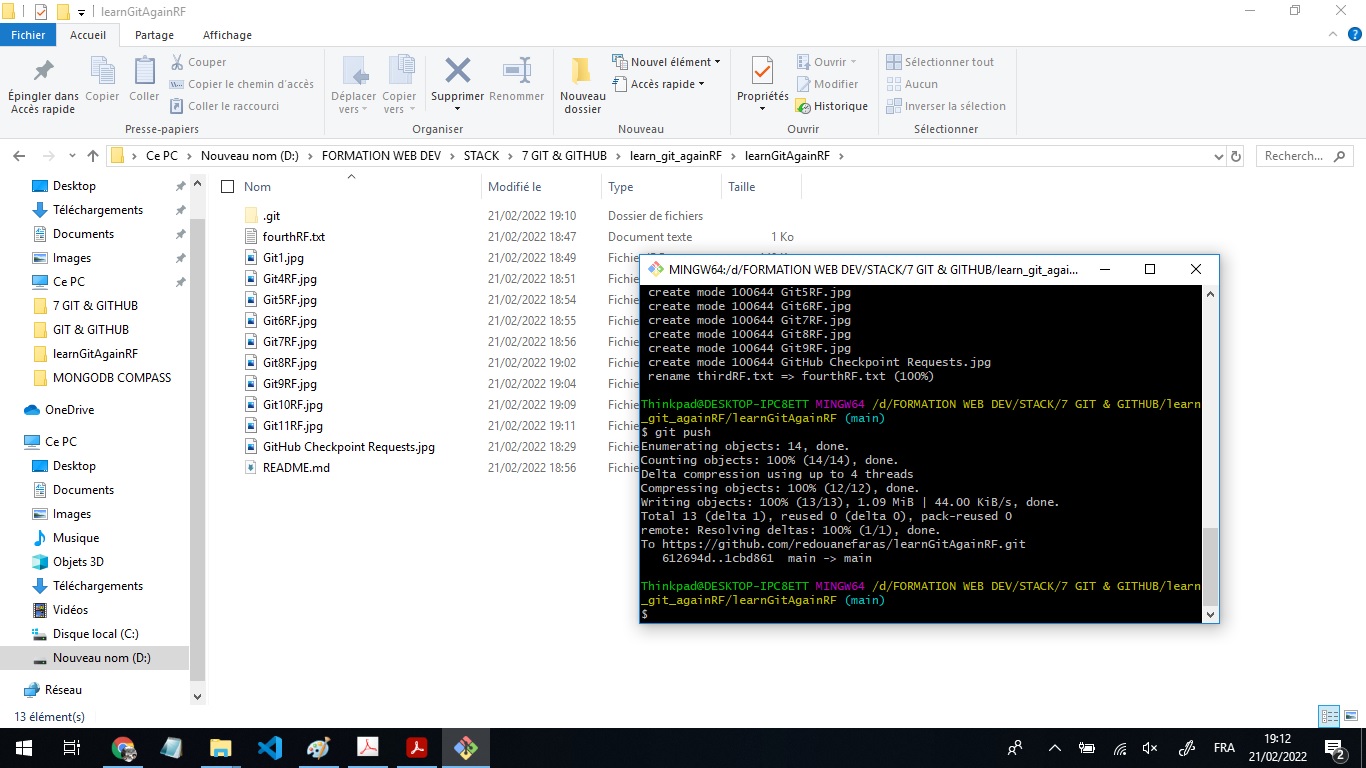 learnGitAgainRF
Fichier
Accueil
Partage
Affichage
Épingler dans
Accès rapide
Copier
Coller
Couper
Copier le chemin d'accès
Coller le raccourci
Presse-papiers
Déplacer
vers
Copier
vers
Supprimer
Renommer
Organiser
Nouveau
dossier
Nouvel élément
Accès rapide
Nouveau
Propriétés
Ouvrir
Modifier
Historique
Ouvrir
Sélectionner tout
Aucun
Inverser la sélection
Sélectionner
Ce PC > Nouveau nom (D:) > FORMATION WEB DEV > STACK > 7 GIT & GITHUB > learn_git_againRF > learnGitAgainRF >
Recherch...
Desktop
Téléchargements
Documents
Images
Ce PC
7 GIT & GITHUB
GIT & GITHUB
learnGitAgainRF
MONGODB COMPASS
OneDrive
Ce PC
Desktop
Documents
Images
Musique
Objets 3D
Téléchargements
Vidéos
Disque local (C:)
Nouveau nom (D:)
Réseau
Nom Modifié le Type Taille
.git 21/02/2022 19:10 Dossier de fichiers
fourthRF.txt 21/02/2022 18:47 Document texte 1 Ko
Git1.jpg 21/02/2022 18:49
Git4RF.jpg 21/02/2022 18:51 Fichie
Git5RF.jpg 21/02/2022 18:54 Fichie
Git6RF.jpg 21/02/2022 18:55 Fichie
Git7RF.jpg 21/02/2022 18:56 Fichie
Git8RF.jpg 21/02/2022 19:02 Fichie
Git9RF.jpg 21/02/2022 19:04 Fichie
Git10RF.jpg 21/02/2022 19:09 Fichie
Git11RF.jpg 21/02/2022 19:11 Fichie
GitHub Checkpoint Requests.jpg 21/02/2022 18:29 Fichie
README.md 21/02/2022 18:56 Fichie
MINGW64:/d/FORMATION WEB DEV/STACK/7 GIT & GITHUB/learn_git_agai...
create mode 100644 Git5RF.jpg
create mode 100644 Git6RF.jpg
create mode 100644 Git7RF.jpg
create mode 100644 Git8RF.jpg
create mode 100644 Git9RF.jpg
create mode 100644 GitHub Checkpoint Requests.jpg
rename thirdRF.txt => fourthRF.txt (100%)
Thinkpad@DESKTOP-IPC8ETT MINGW64 /d/FORMATION WEB DEV/STACK/7 GIT & GITHUB/learn
_git_againRF/learnGitAgainRF (main)
$ git push
Enumerating objects: 14, done.
Counting objects: 100% (14/14), done.
Delta compression using up to 4 threads
Compressing objects: 100% (12/12), done.
Writing objects: 100% (13/13), 1.09 MiB | 44.00 KiB/s, done.
Total 13 (delta 1), reused 0 (delta 0), pack-reused 0
remote: Resolving deltas: 100% (1/1), done.
To https://github.com/redouanefaras/learnGitAgainRF.git
612694d..1cbd861 main -> main
Thinkpad@DESKTOP-IPC8ETT MINGW64 /d/FORMATION WEB DEV/STACK/7 GIT & GITHUB/learn
_git_againRF/learnGitAgainRF (main)
$
13 élément(s)
FRA
19:12
21/02/2022
2